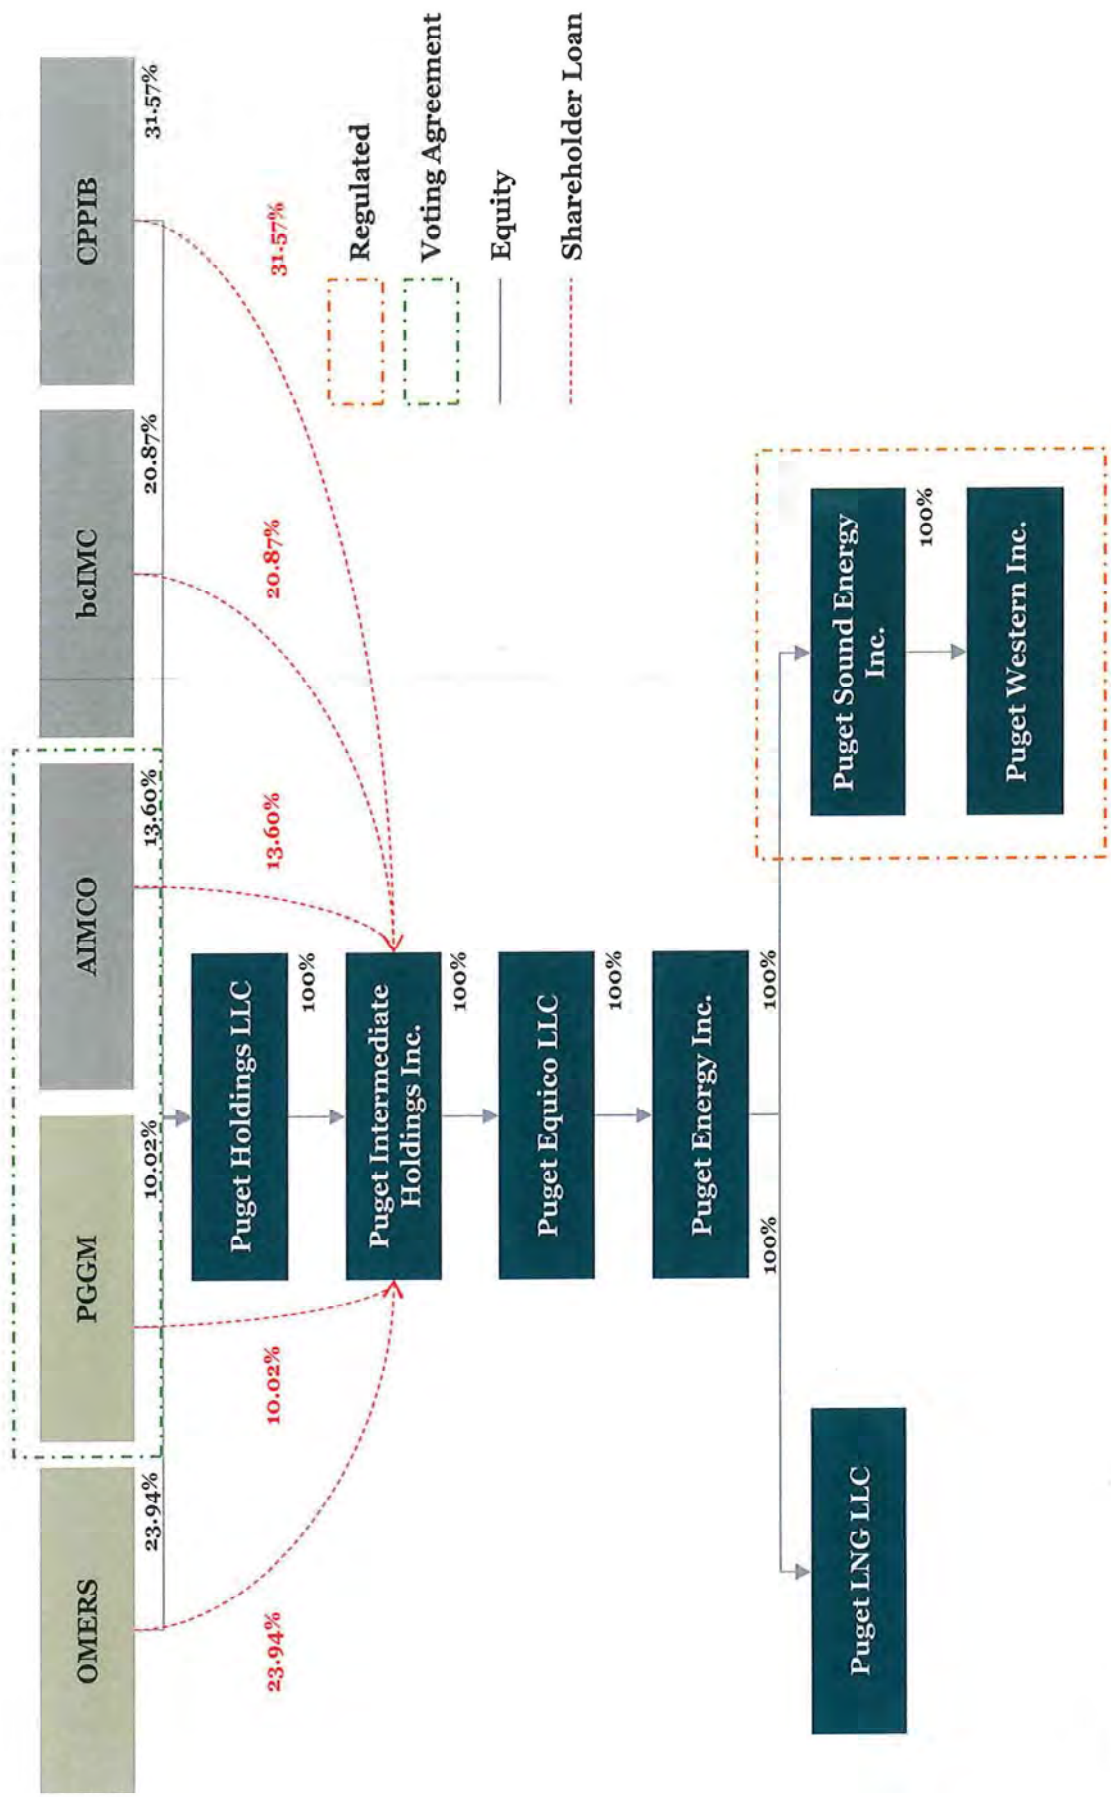 OMERS
PGGM
AIMCO
bcIMC
CPPIB
23.94%
10.02%
13.60%
20.87%
31.57%
23.94%
10.02%
13.60%
20.87%
31.57%
Puget Holdings LLC
100%
Puget Intermediate
Holdings Inc.
100%
Puget Equico LLC
100%
Puget Energy Inc.
100%
100%
Puget LNG LLC
Puget Sound Energy
Inc.
100%
Puget Western Inc.
Regulated
Voting Agreement
Equity
Shareholder Loan